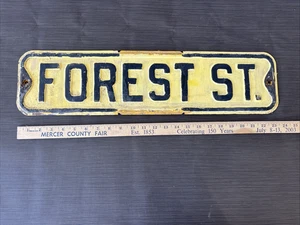 FOREST ST.
MERCER COUNTY FAIR Est. 1853 Celebrating 150 Years July 8-13, 2003